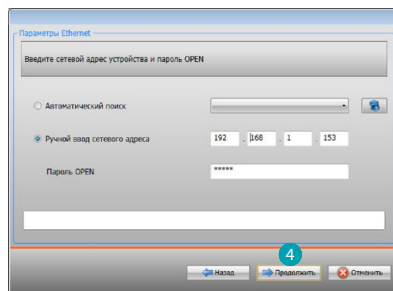 Параметры Ethernet
Введите сетевой адрес устройства и пароль OPEN
Автоматический поиск
Ручной ввод сетевого адреса
192 . 168 . 1 . 153
Пароль OPEN
*****
4
Назад
Продолжить
Отменить